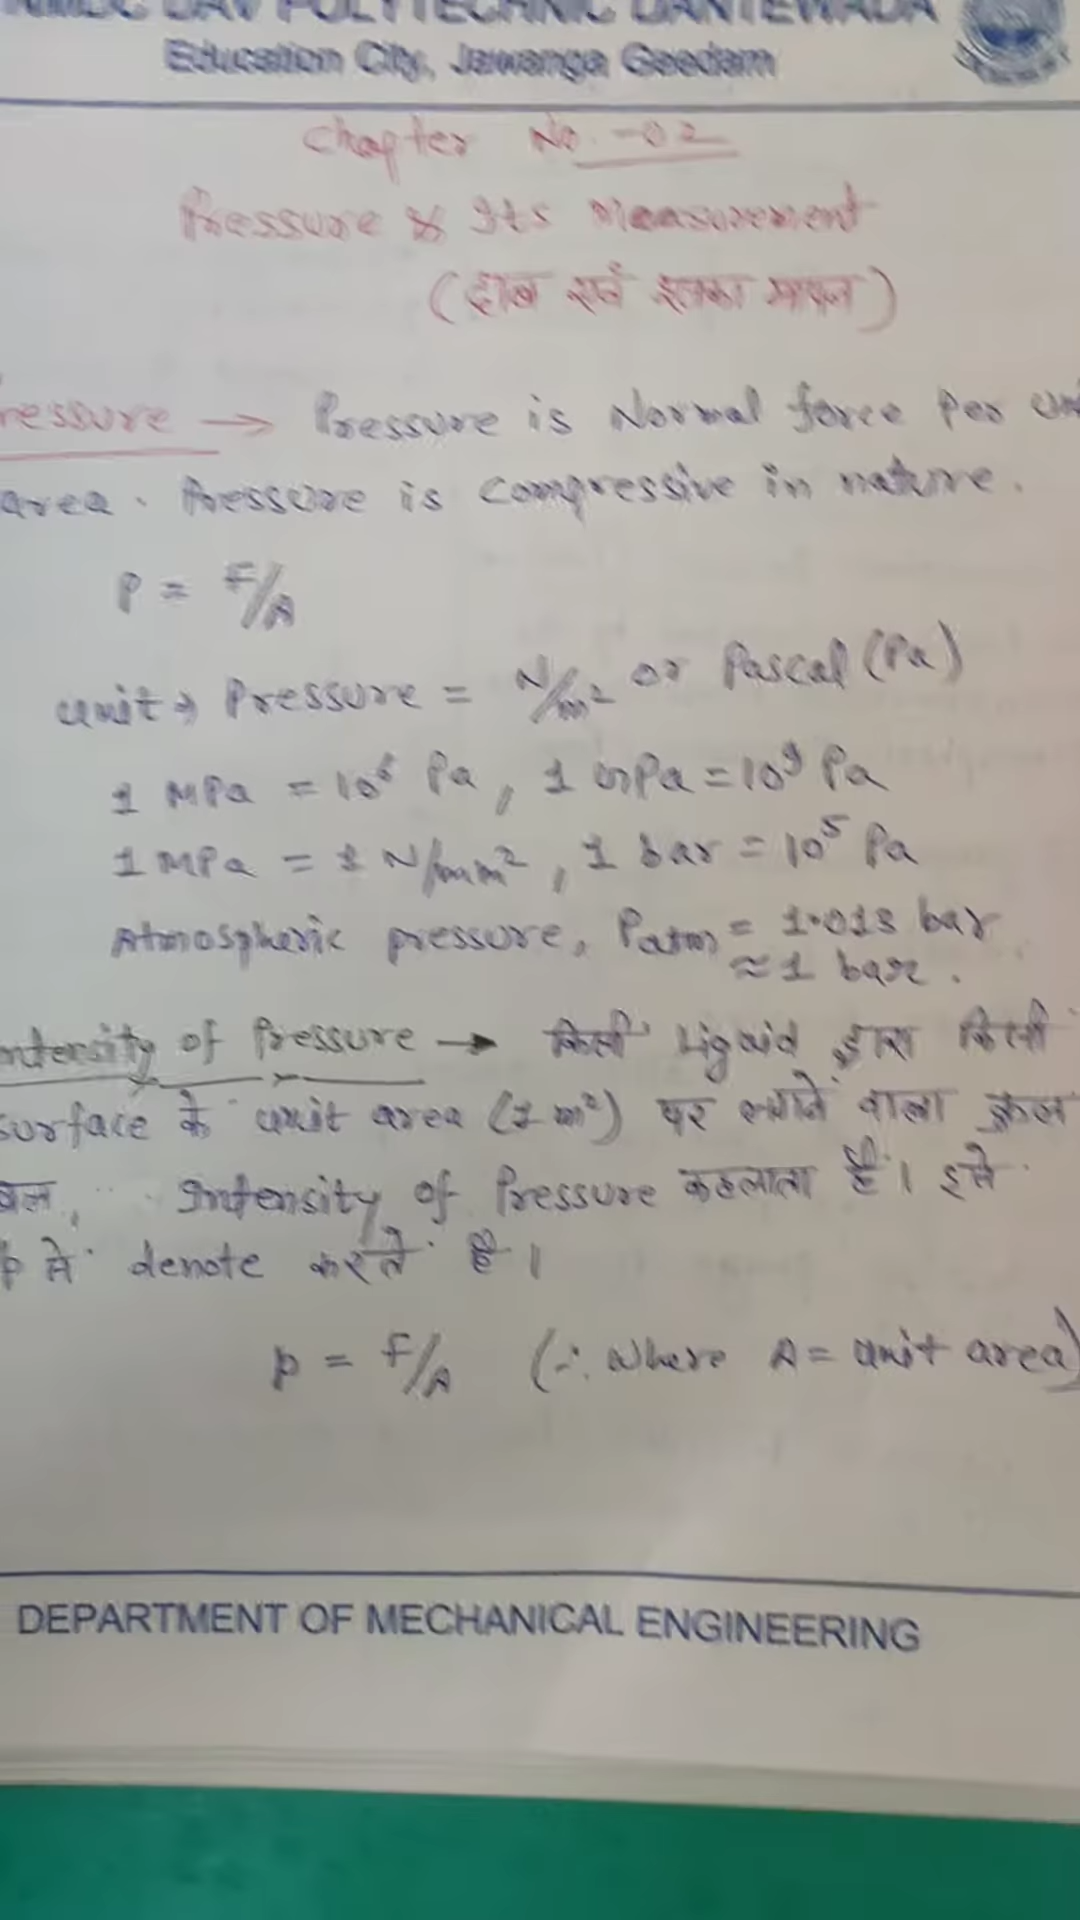 NMDC DAV POLYTECHNIC DANTEWADA
Education City, Jawanga Geedam
Chapter No.-02
Pressure & Its Measurement
(दाब एवं इसका मापन)
ressure → Pressure is Normal force per un
area. Pressure is compressive in nature.
P = F/A
unit → Pressure = N/m² or Pascal (Pa)
1 MPa = 10⁶ Pa, 1 GPa = 10⁹ Pa
1 MPa = 1 N/mm², 1 bar = 10⁵ Pa
Atmospheric pressure, Patm = 1.013 bar
≈ 1 bar.
ntensity of Pressure → किसी Liquid द्वारा किसी
surface के unit area (1 m²) पर लगने वाला कुल
बल, Intensity of Pressure कहलाता है। इसे
p से denote करते है।
p = F/A (∴ where A = unit area)
DEPARTMENT OF MECHANICAL ENGINEERING